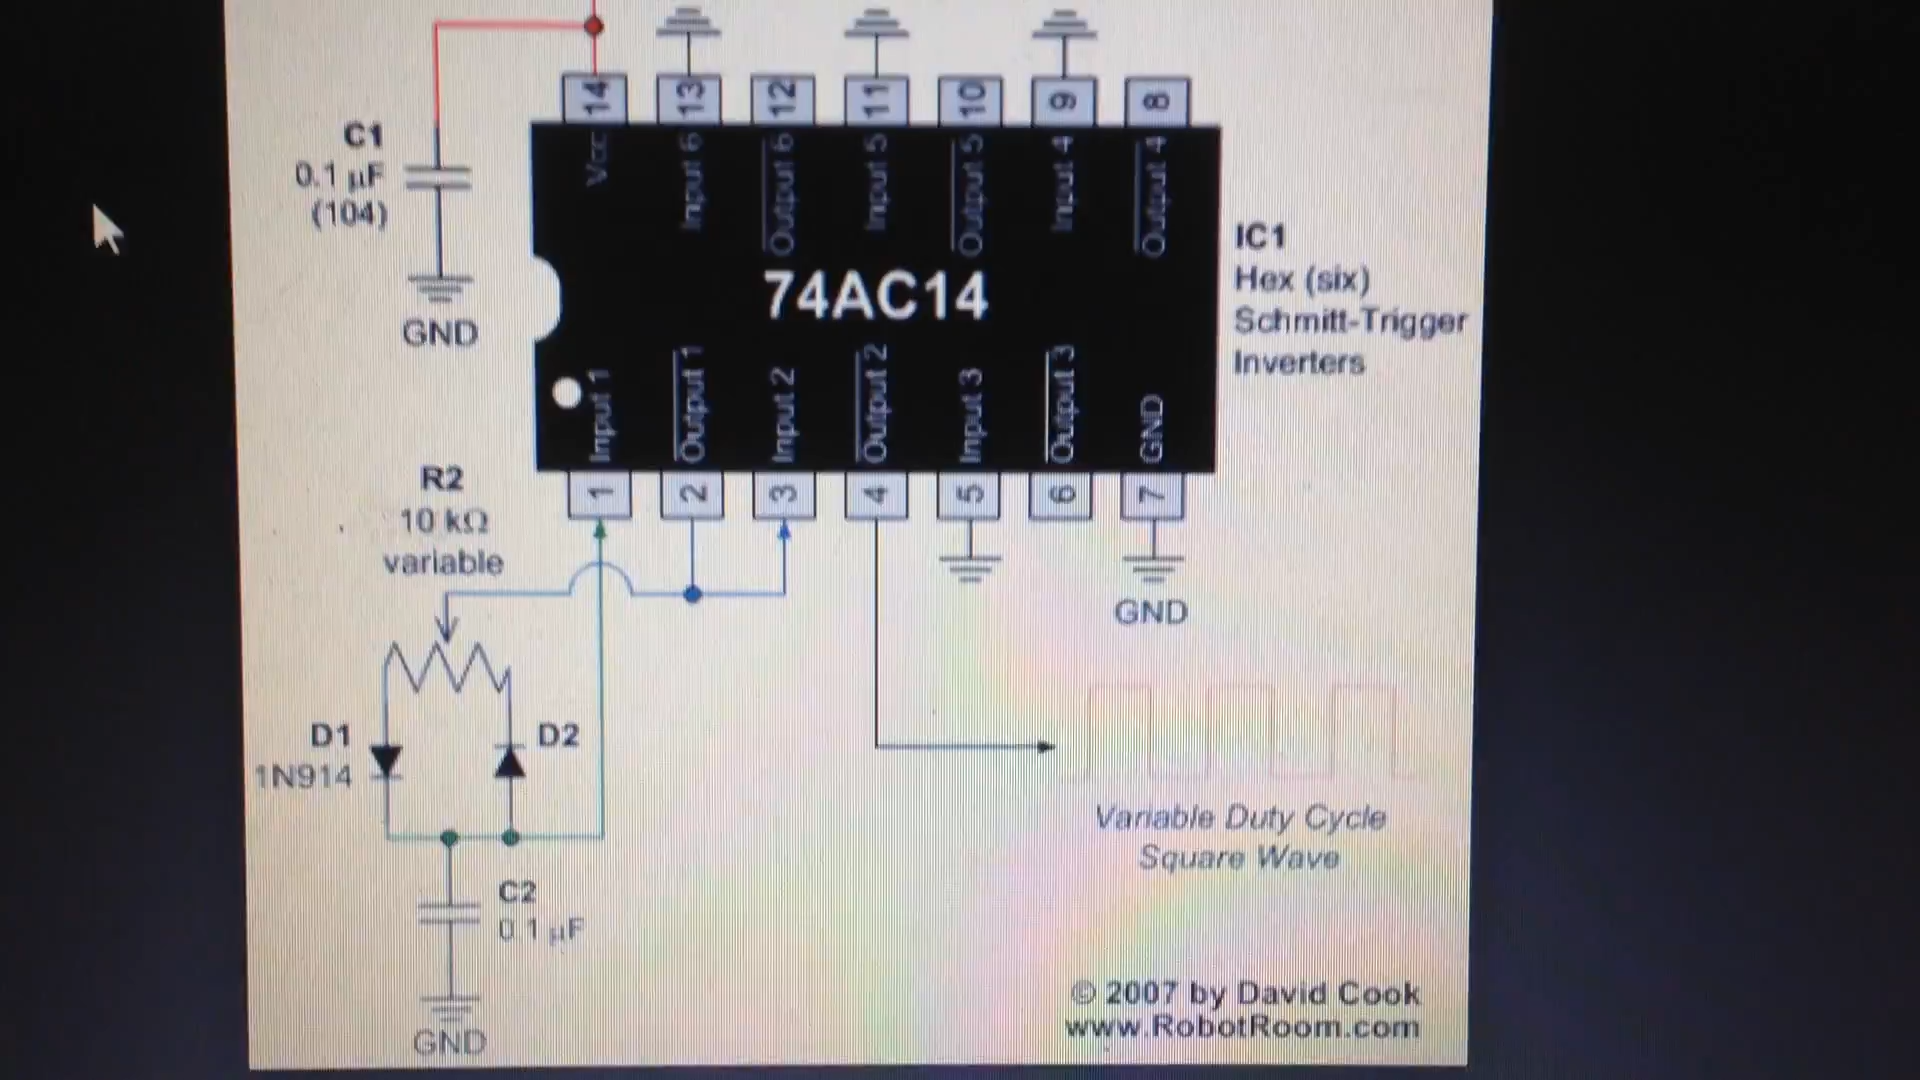 14
13
12
11
10
9
8
C1
0.1 µF
(104)
GND
Vcc
Input 6
Output 6
Input 5
Output 5
Input 4
Output 4
74AC14
IC1
Hex (six)
Schmitt-Trigger
Inverters
Input 1
Output 1
Input 2
Output 2
Input 3
Output 3
GND
1
2
3
4
5
6
7
R2
10 kΩ
variable
GND
D1
1N914
D2
Variable Duty Cycle
Square Wave
C2
0.1 µF
GND
© 2007 by David Cook
www.RobotRoom.com